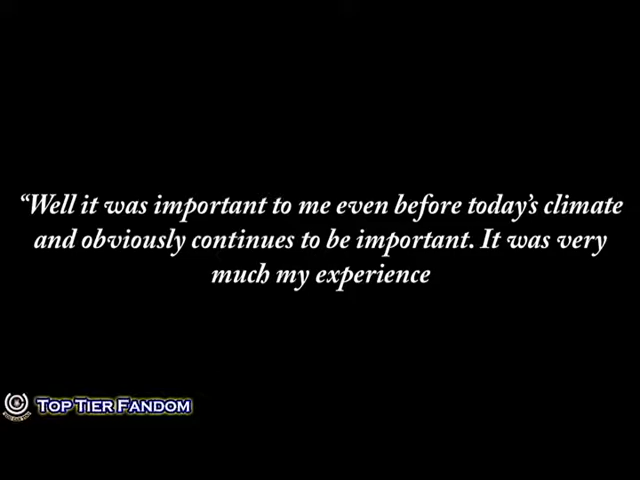 “Well it was important to me even before today’s climate
and obviously continues to be important. It was very
much my experience
Top Tier Fandom